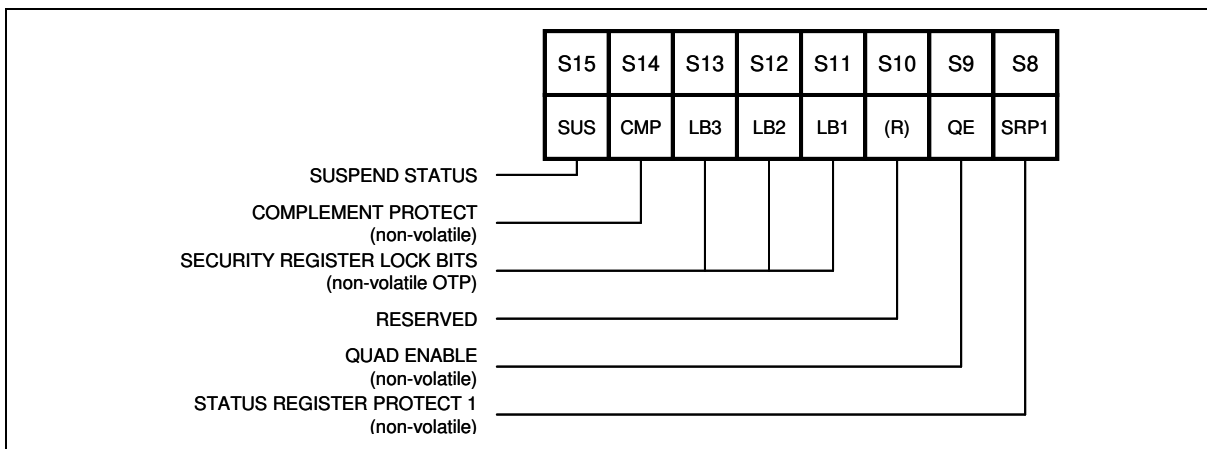 S15 S14 S13 S12 S11 S10 S9 S8
SUS CMP LB3 LB2 LB1 (R) QE SRP1
SUSPEND STATUS
COMPLEMENT PROTECT
(non-volatile)
SECURITY REGISTER LOCK BITS
(non-volatile OTP)
RESERVED
QUAD ENABLE
(non-volatile)
STATUS REGISTER PROTECT 1
(non-volatile)